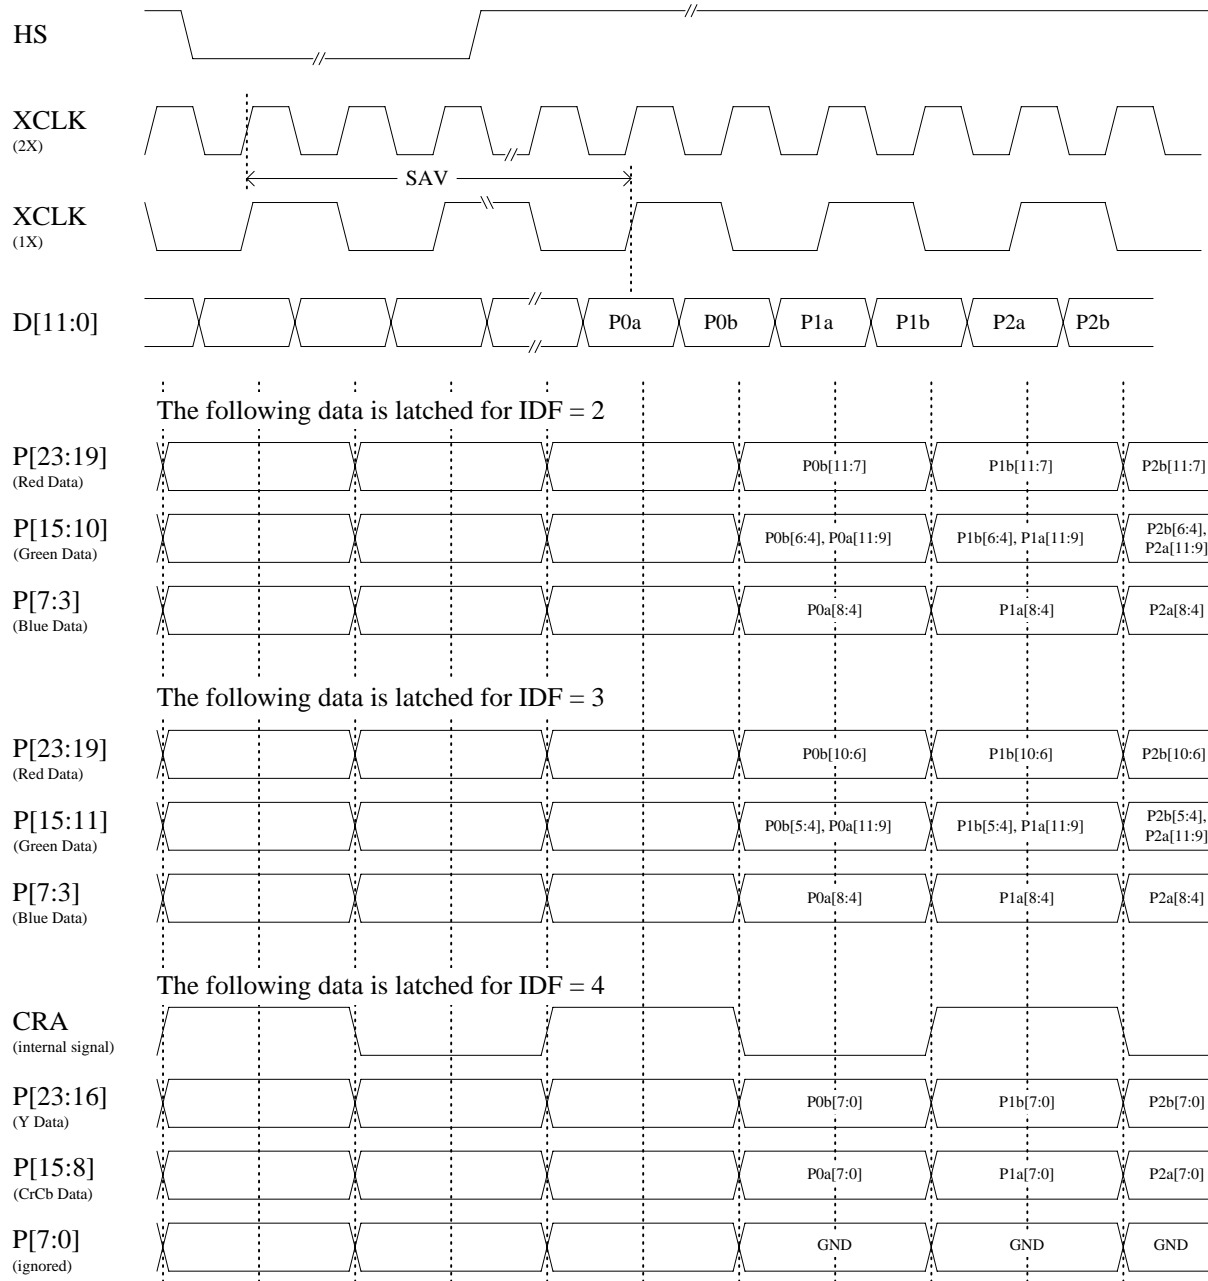 HS
XCLK
(2X)
SAV
XCLK
(1X)
D[11:0] P0a P0b P1a P1b P2a P2b
The following data is latched for IDF = 2
P[23:19]
(Red Data)
P0b[11:7] P1b[11:7] P2b[11:7]
P[15:10]
(Green Data)
P0b[6:4], P0a[11:9] P1b[6:4], P1a[11:9] P2b[6:4],
P2a[11:9]
P[7:3]
(Blue Data)
P0a[8:4] P1a[8:4] P2a[8:4]
The following data is latched for IDF = 3
P[23:19]
(Red Data)
P0b[10:6] P1b[10:6] P2b[10:6]
P[15:11]
(Green Data)
P0b[5:4], P0a[11:9] P1b[5:4], P1a[11:9] P2b[5:4],
P2a[11:9]
P[7:3]
(Blue Data)
P0a[8:4] P1a[8:4] P2a[8:4]
The following data is latched for IDF = 4
CRA
(internal signal)
P[23:16]
(Y Data)
P0b[7:0] P1b[7:0] P2b[7:0]
P[15:8]
(CrCb Data)
P0a[7:0] P1a[7:0] P2a[7:0]
P[7:0]
(ignored)
GND GND GND